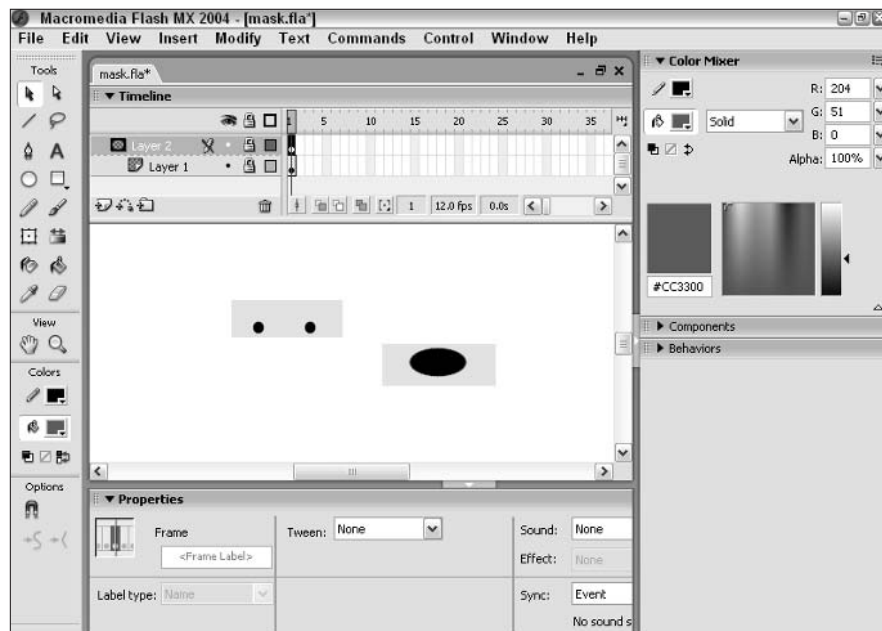 Macromedia Flash MX 2004 - [mask.fla*]
File Edit View Insert Modify Text Commands Control Window Help
Tools
View
Colors
Options
mask.fla*
Timeline
1 5 10 15 20 25 30 35
Layer 2
Layer 1
1 12.0 fps 0.0s
Properties
Frame
<Frame Label>
Label type: Name
Tween: None
Sound: None
Effect: None
Sync: Event
No sound s
Color Mixer
R: 204
Solid
G: 51
B: 0
Alpha: 100%
#CC3300
Components
Behaviors